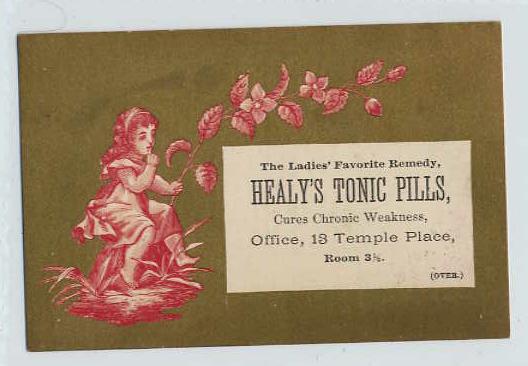 The Ladies' Favorite Remedy,
HEALY'S TONIC PILLS,
Cures Chronic Weakness,
Office, 13 Temple Place,
Room 3½.
(OVER.)